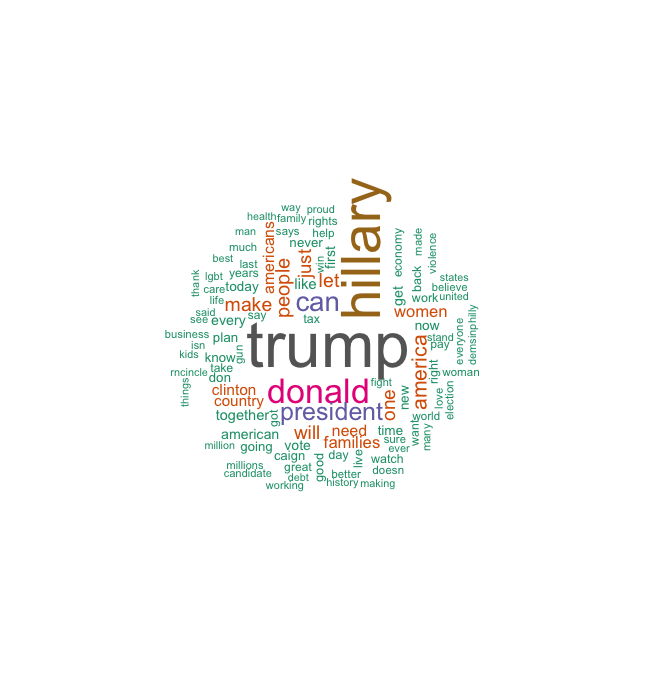 way
proud
health
family
rights
man
says
help
hillary
americans
never
much
just
first
win
economy
made
violence
best
last
people
like
let
back
states
thank
lgbt
years
today
get
work
believe
united
care
life
make
can
women
said
say
tax
see
every
now
trump
business
plan
stand
pay
everyone
demsinphilly
isn
gun
kids
know
america
right
rnc
incle
take
don
donald
fight
woman
things
clinton
country
president
one
new
love
election
together
got
world
american
will
need
time
want
many
million
going
vote
families
sure
ever
caign
good
day
live
watch
doesn
millions
great
candidate
debt
better
working
history
making